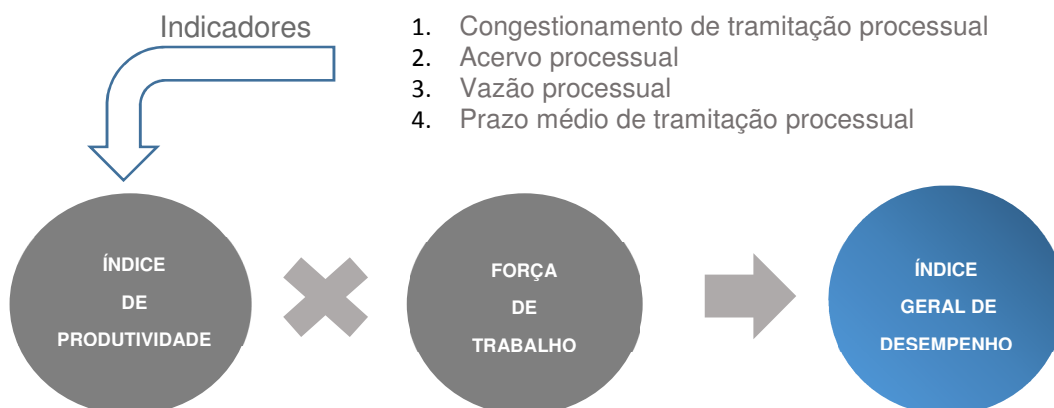 Indicadores
1. Congestionamento de tramitação processual
2. Acervo processual
3. Vazão processual
4. Prazo médio de tramitação processual
ÍNDICE
DE
PRODUTIVIDADE
FORÇA
DE
TRABALHO
ÍNDICE
GERAL DE
DESEMPENHO